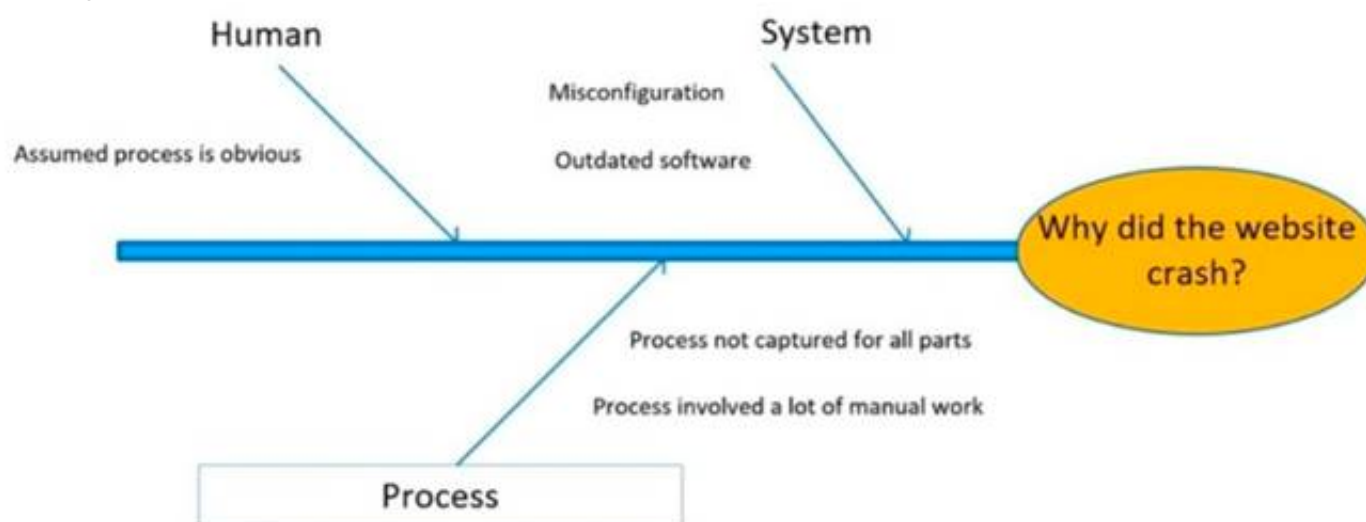 Human
System
Misconfiguration
Assumed process is obvious
Outdated software
Why did the website
crash?
Process not captured for all parts
Process involved a lot of manual work
Process